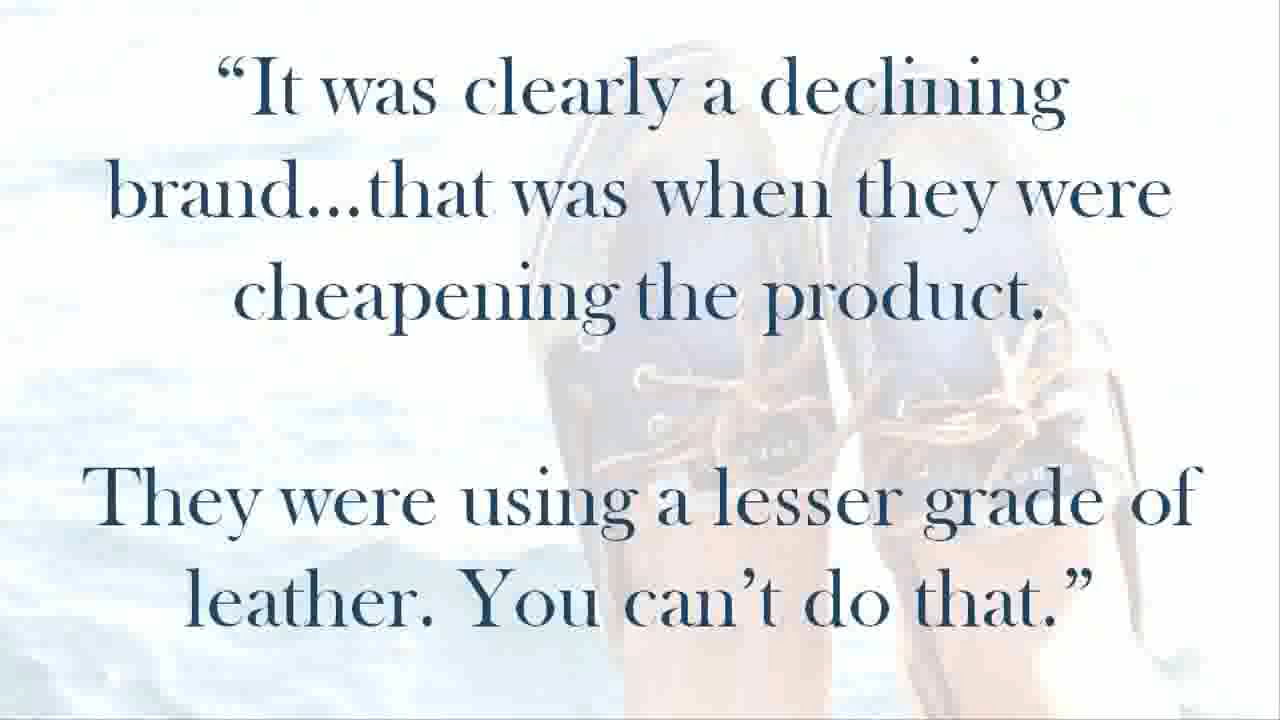 “It was clearly a declining
brand...that was when they were
cheapening the product.
They were using a lesser grade of
leather. You can’t do that.”